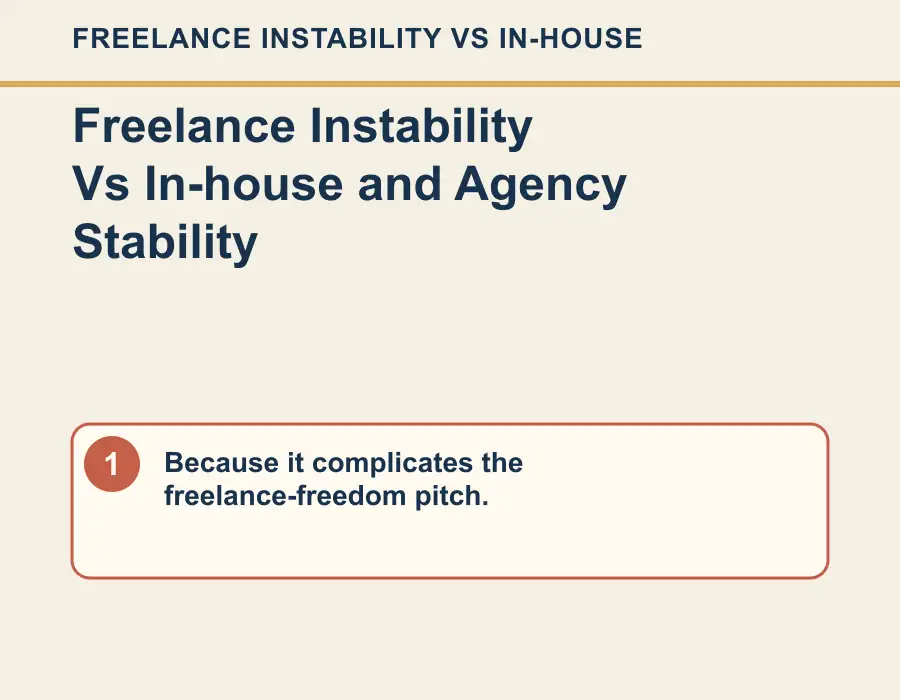 FREELANCE INSTABILITY VS IN-HOUSE
Freelance Instability
Vs In-house and Agency
Stability
1
Because it complicates the
freelance-freedom pitch.